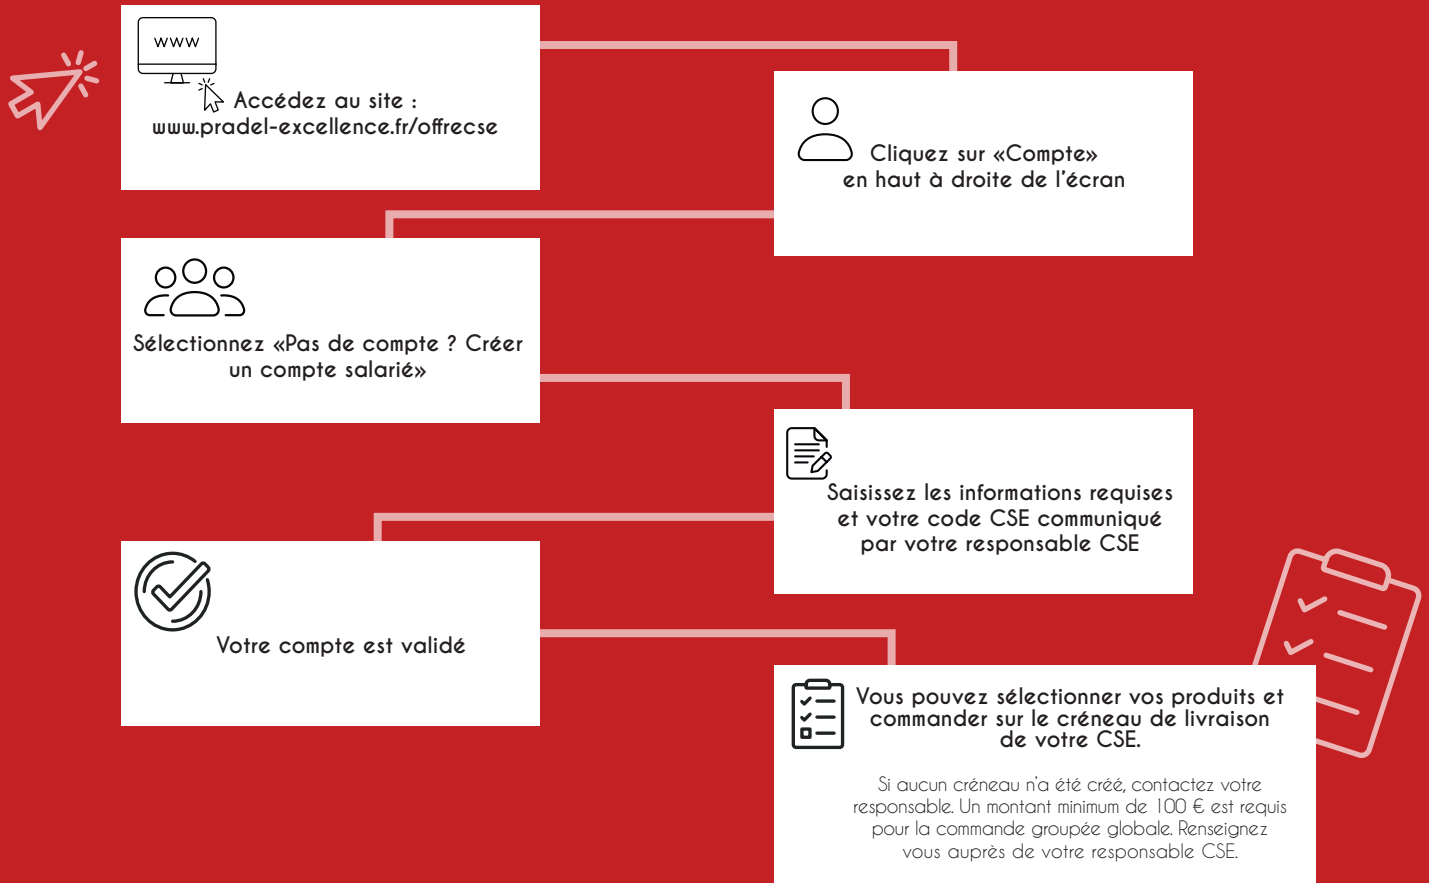 www
Accédez au site :
www.pradel-excellence.fr/offrecse
Cliquez sur «Compte»
en haut à droite de l'écran
Sélectionnez «Pas de compte ? Créer
un compte salarié»
Saisissez les informations requises
et votre code CSE communiqué
par votre responsable CSE
Votre compte est validé
Vous pouvez sélectionner vos produits et
commander sur le créneau de livraison
de votre CSE.
Si aucun créneau n'a été créé, contactez votre
responsable. Un montant minimum de 100 € est requis
pour la commande groupée globale. Renseignez
vous auprès de votre responsable CSE.